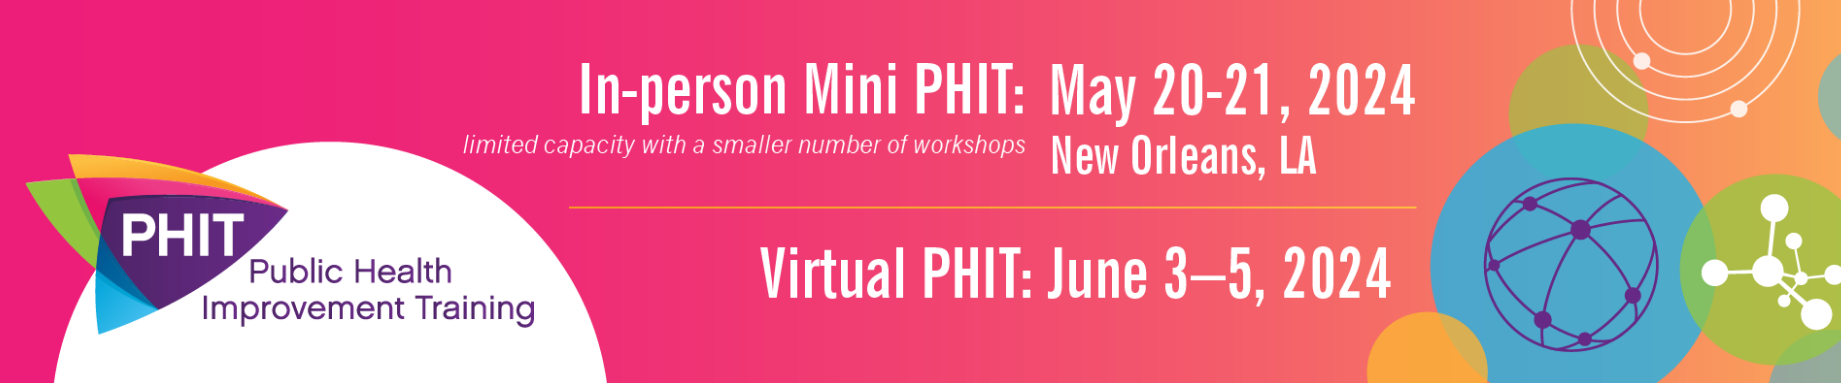 In-person Mini PHIT: May 20-21, 2024
limited capacity with a smaller number of workshops New Orleans, LA
Virtual PHIT: June 3–5, 2024
PHIT
Public Health
Improvement Training